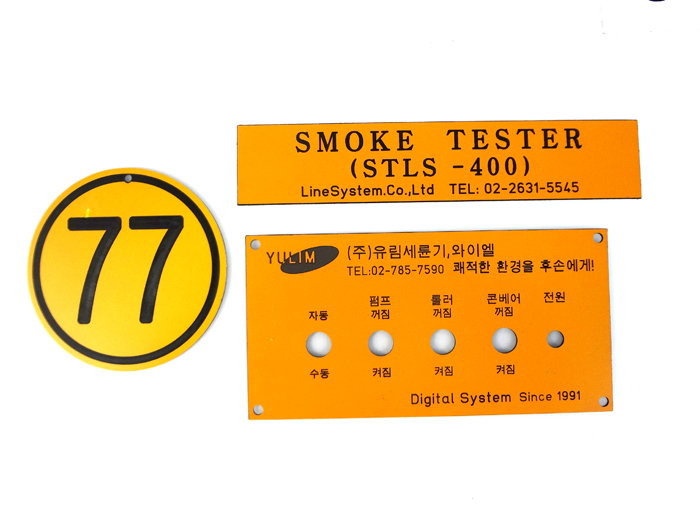 77
SMOKE TESTER
(STLS -400)
LineSystem.Co.,Ltd TEL: 02-2631-5545
YULIM (주)유림세륜기,와이엘
TEL:02-785-7590 쾌적한 환경을 후손에게!
펌프 롤러 콘베어 전원
자동 꺼짐 꺼짐 꺼짐
수동 켜짐 켜짐 켜짐
Digital System Since 1991